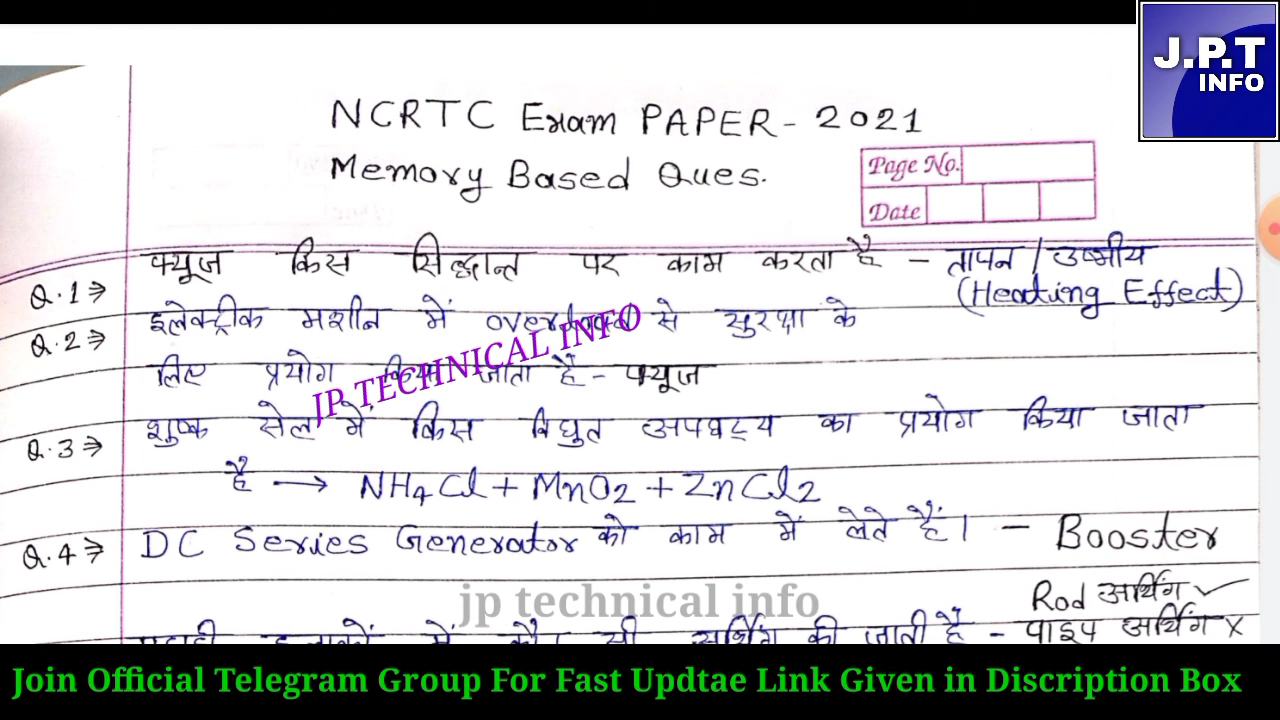 J.P.T
INFO
NCRTC Exam PAPER - 2021
Memory Based Ques.
Page No.
Date
Q.1⇒ फ्यूज किस सिद्धान्त पर काम करता है - तापन / उष्मीय
(Heating Effect)
Q.2⇒ इलेक्ट्रीक मशीन में से सुरक्षा के
लिए प्रयोग किया जाता है - फ्यूज
JP TECHNICAL INFO
Q.3⇒ शुष्क सेल में किस विधुत अपघट्य का प्रयोग किया जाता
है → NH4Cl + MnO2 + ZnCl2
Q.4⇒ DC Series Generator को काम में लेते हैं। - Booster
jp technical info
Rod अर्थिंग ✓
में कौन सी अर्थिंग की जाती है - पाइप अर्थिंग X
Join Official Telegram Group For Fast Updtae Link Given in Discription Box